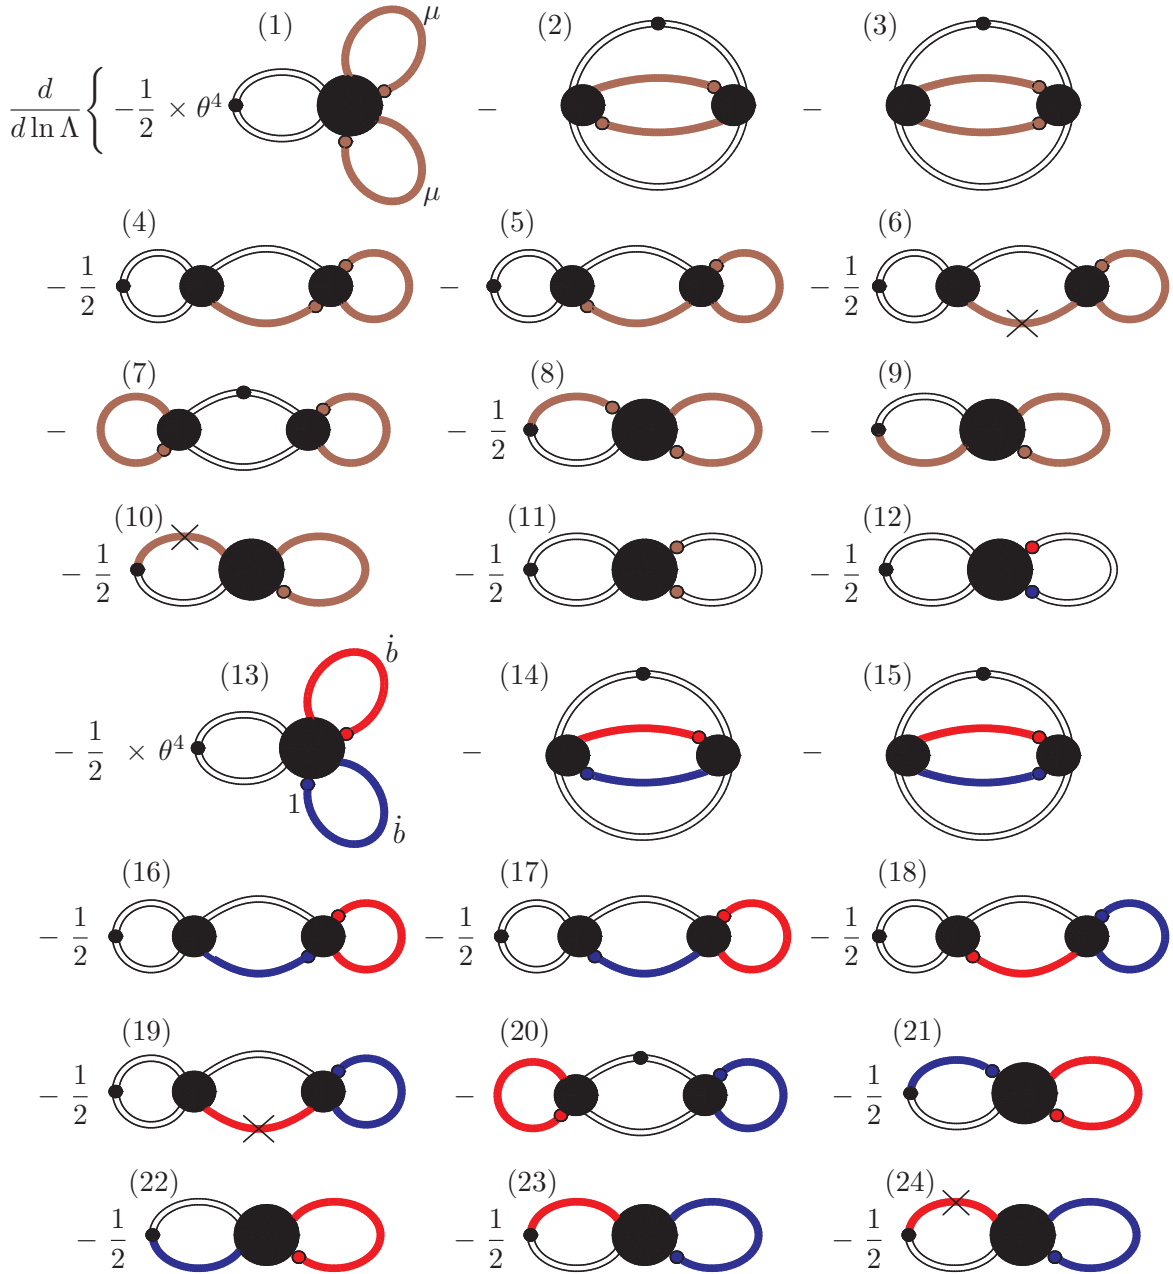 (1) μ (2) (3)
d/d ln Λ { − 1/2 × θ⁴ − −
μ
(4) (5) (6)
− 1/2 − − 1/2
(7) (8) (9)
− − 1/2 −
(10) (11) (12)
− 1/2 − 1/2 − 1/2
(13) ḃ (14) (15)
− 1/2 × θ⁴ − −
1 ḃ
(16) (17) (18)
− 1/2 − 1/2 − 1/2
(19) (20) (21)
− 1/2 − − 1/2
(22) (23) (24)
− 1/2 − 1/2 − 1/2